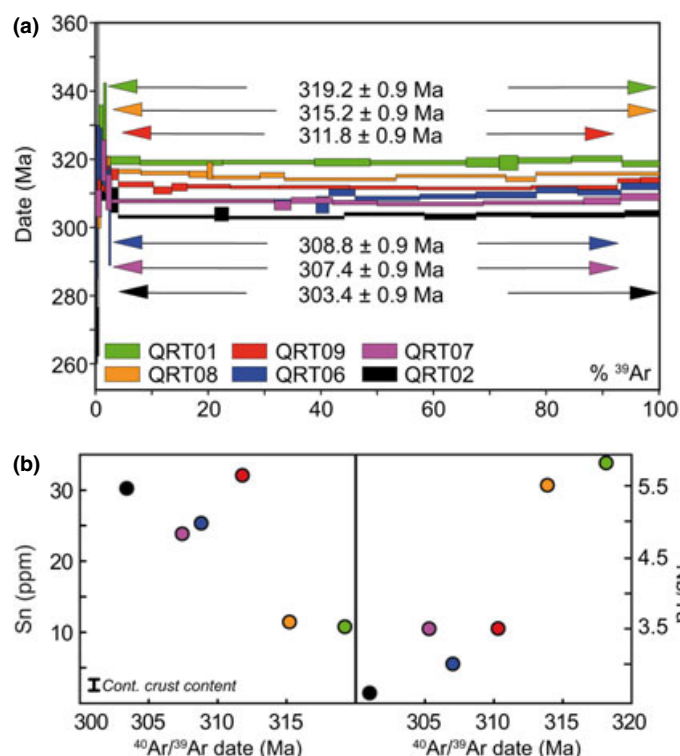 (a)
360
340
320
300
280
260
Date (Ma)
319.2 ± 0.9 Ma
315.2 ± 0.9 Ma
311.8 ± 0.9 Ma
308.8 ± 0.9 Ma
307.4 ± 0.9 Ma
303.4 ± 0.9 Ma
QRT01 QRT09 QRT07
QRT08 QRT06 QRT02
% ³⁹Ar
0 20 40 60 80 100
(b)
30
20
10
Sn (ppm)
Cont. crust content
5.5
4.5
3.5
300 305 310 315 305 310 315 320
⁴⁰Ar/³⁹Ar date (Ma) ⁴⁰Ar/³⁹Ar date (Ma)